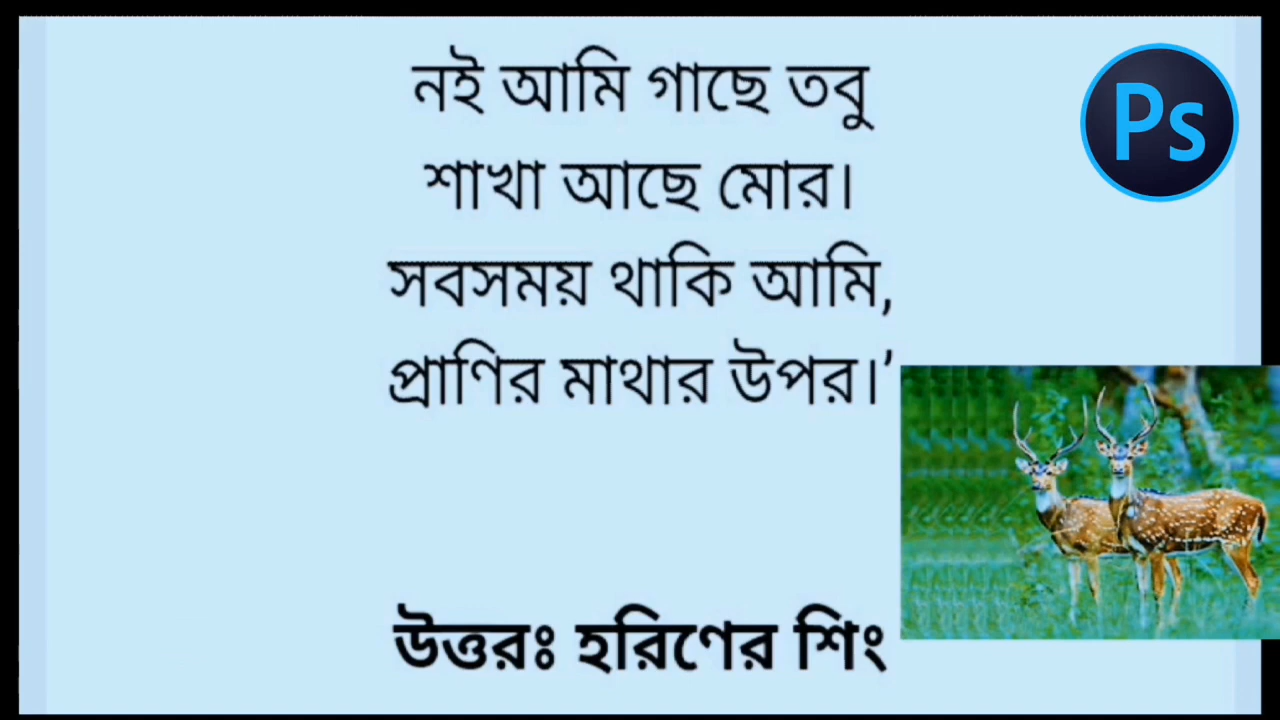 নই আমি গাছে তবু
শাখা আছে মোর।
সবসময় থাকি আমি,
প্রাণির মাথার উপর।’
উত্তরঃ হরিণের শিং
Ps